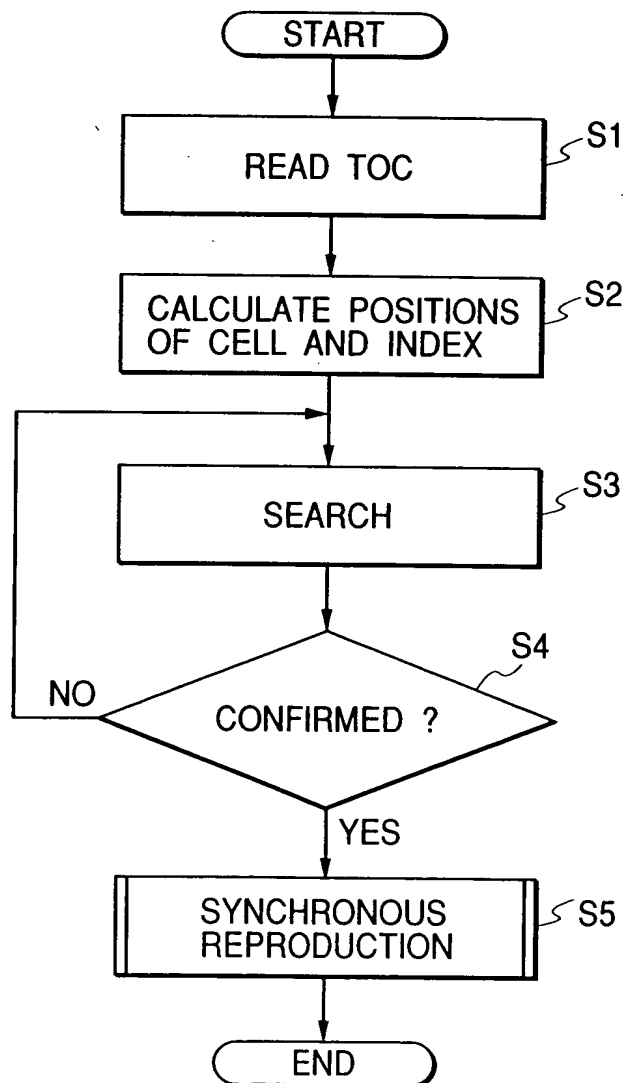 START
READ TOC
S1
CALCULATE POSITIONS
OF CELL AND INDEX
S2
SEARCH
S3
CONFIRMED ?
S4
NO
YES
SYNCHRONOUS
REPRODUCTION
S5
END